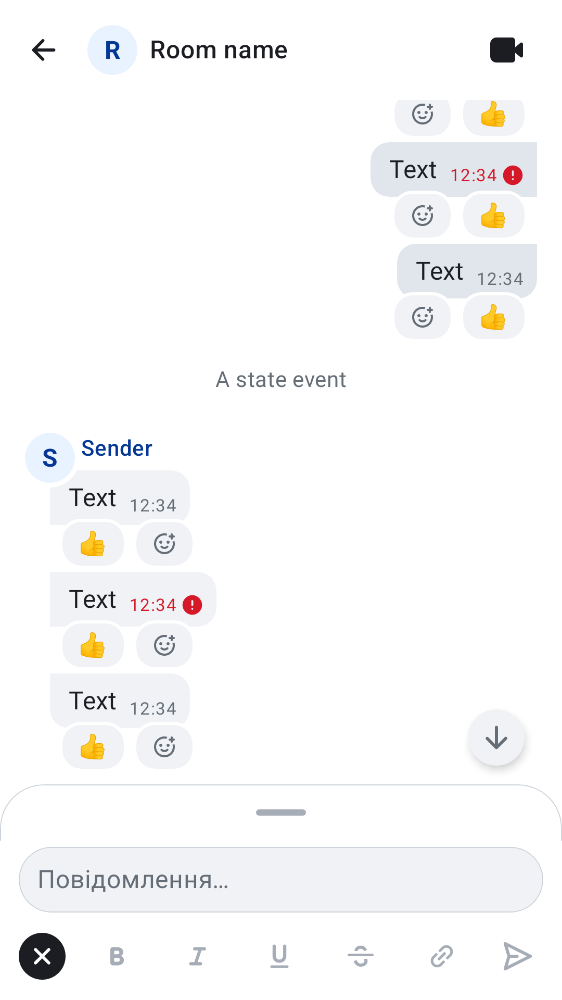 R Room name
Text 12:34
Text 12:34
A state event
S Sender
Text 12:34
Text 12:34
Text 12:34
Повідомлення…
B I U S